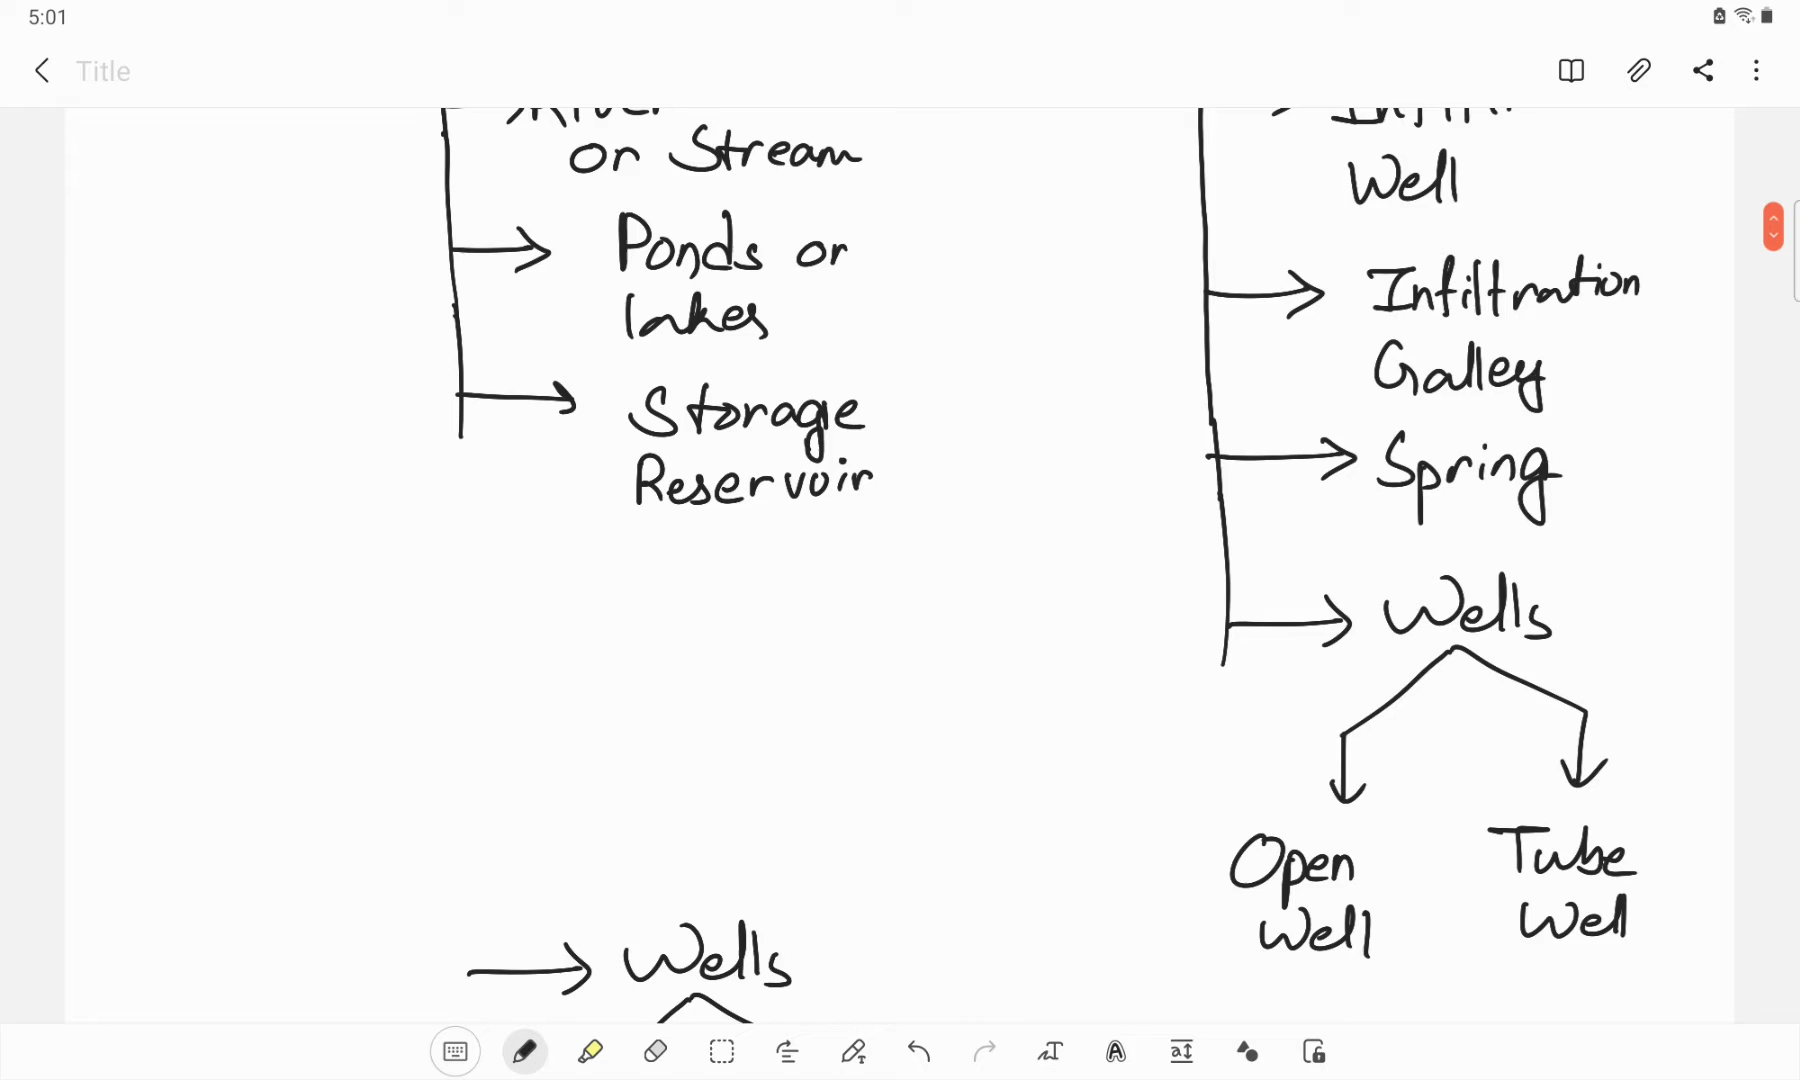 5:01
Title
River
or Stream
Ponds or
lakes
Storage
Reservoir
Well
Infiltration
Galley
Spring
Wells
Open
Well
Tube
Well
Wells